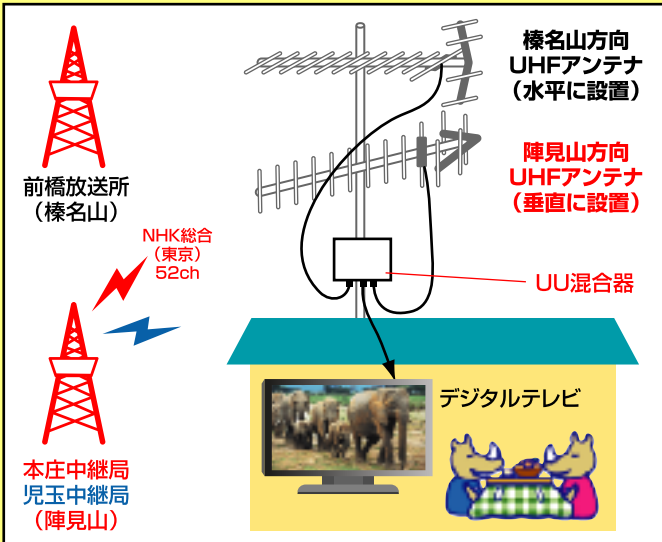 榛名山方向
UHFアンテナ
（水平に設置）
前橋放送所
（榛名山）
陣見山方向
UHFアンテナ
（垂直に設置）
NHK総合
（東京）
52ch
UU混合器
デジタルテレビ
本庄中継局
児玉中継局
（陣見山）